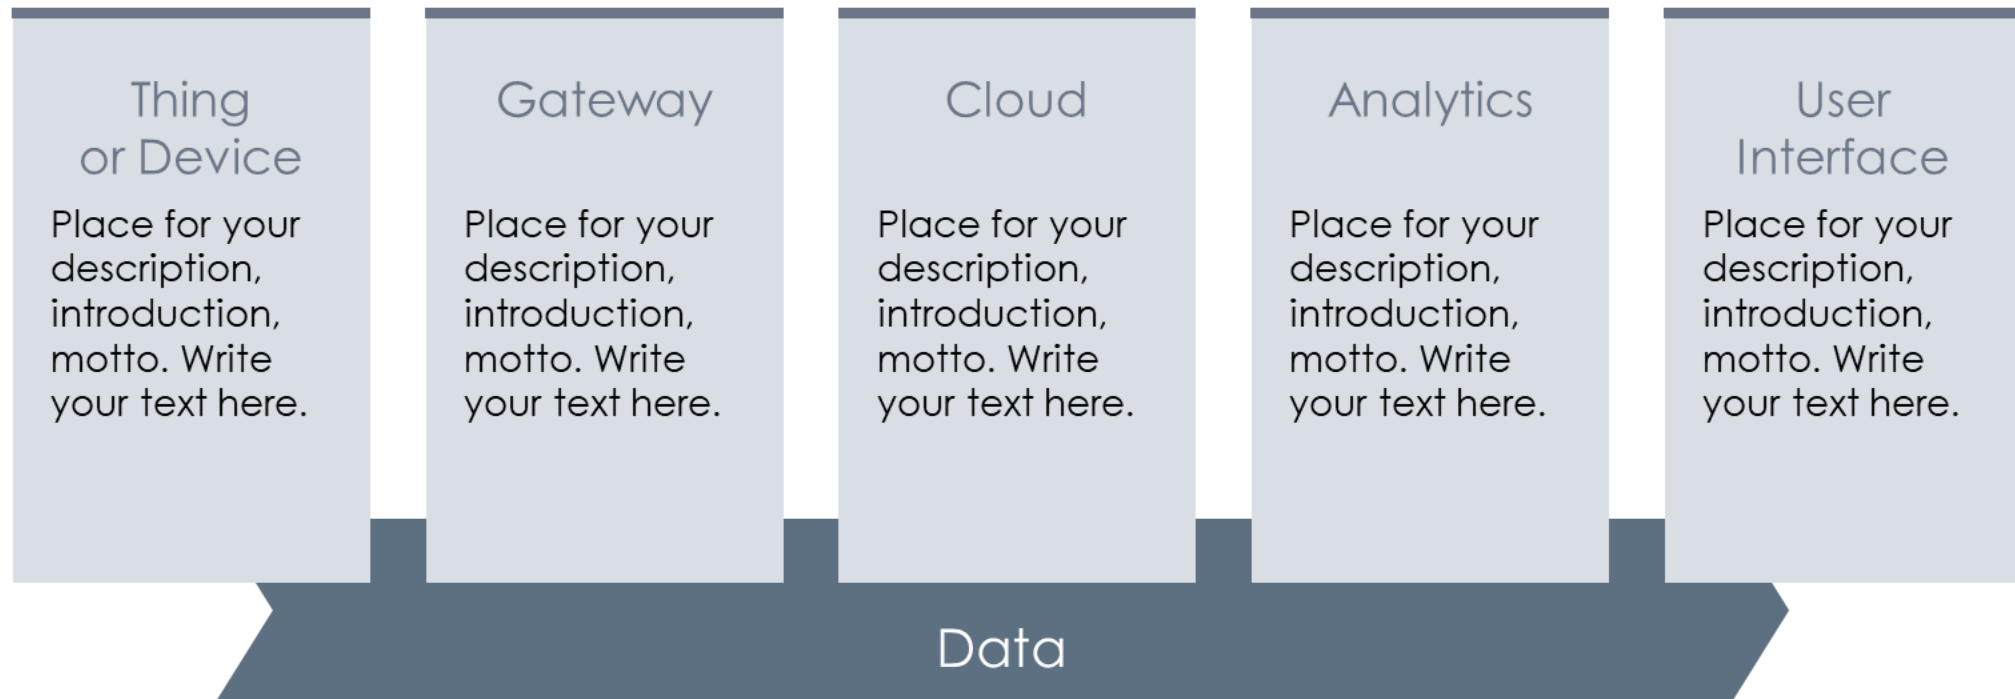 Thing
or Device
Place for your
description,
introduction,
motto. Write
your text here.
Gateway
Place for your
description,
introduction,
motto. Write
your text here.
Cloud
Place for your
description,
introduction,
motto. Write
your text here.
Analytics
Place for your
description,
introduction,
motto. Write
your text here.
User
Interface
Place for your
description,
introduction,
motto. Write
your text here.
Data